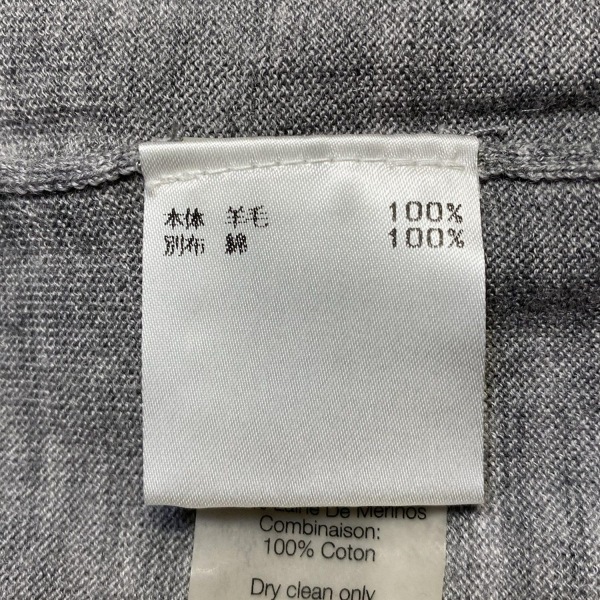 本体 羊毛 100%
別布 綿 100%
Laine De Merinos
Combinaison:
100% Coton
Dry clean only